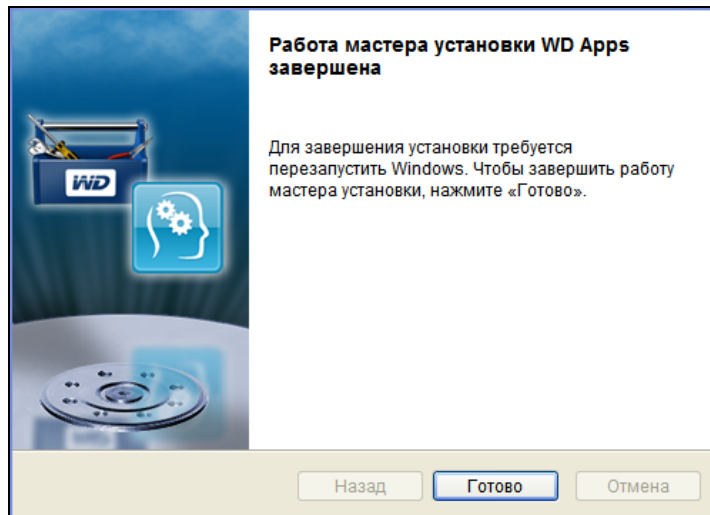 Работа мастера установки WD Apps
завершена
Для завершения установки требуется
перезапустить Windows. Чтобы завершить работу
мастера установки, нажмите «Готово».
WD
Назад
Готово
Отмена